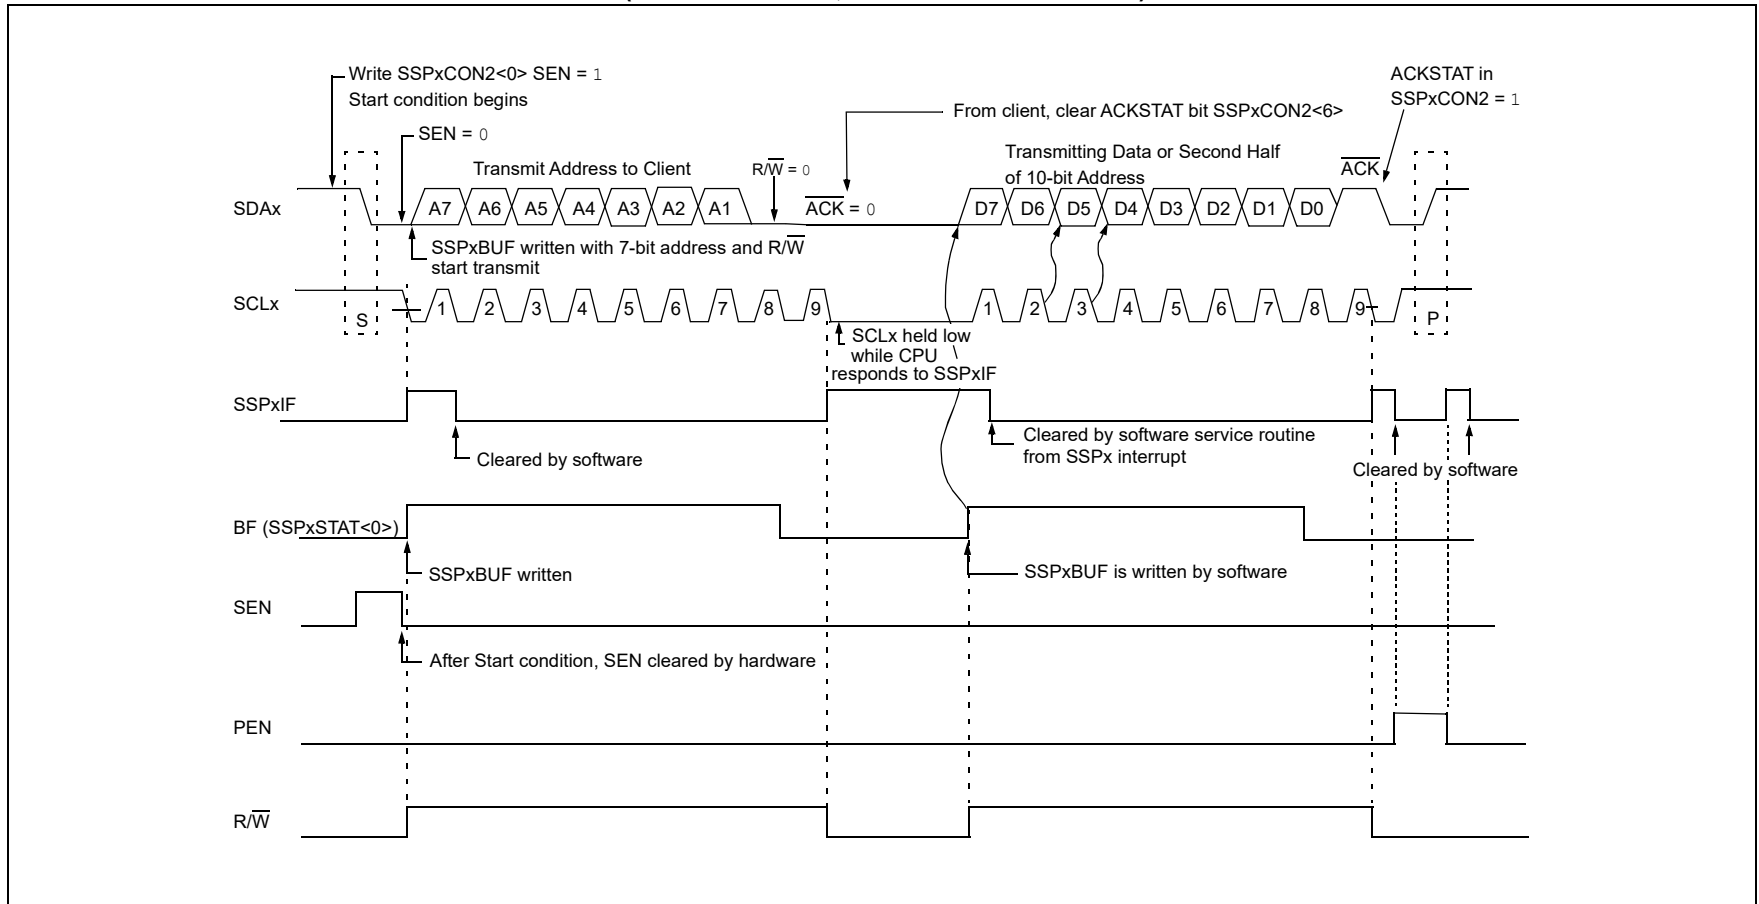 Write SSPxCON2<0> SEN = 1
Start condition begins
ACKSTAT in
SSPxCON2 = 1
From client, clear ACKSTAT bit SSPxCON2<6>
SEN = 0
Transmit Address to Client
R/W̅ = 0
Transmitting Data or Second Half
of 10-bit Address
A̅C̅K̅
SDAx
A7 A6 A5 A4 A3 A2 A1
A̅C̅K̅ = 0
D7 D6 D5 D4 D3 D2 D1 D0
SSPxBUF written with 7-bit address and R/W̅
start transmit
SCLx
S
1 2 3 4 5 6 7 8 9
1 2 3 4 5 6 7 8 9
P
SCLx held low
while CPU
responds to SSPxIF
SSPxIF
Cleared by software
Cleared by software service routine
from SSPx interrupt
Cleared by software
BF (SSPxSTAT<0>)
SSPxBUF written
SSPxBUF is written by software
SEN
After Start condition, SEN cleared by hardware
PEN
R/W̅